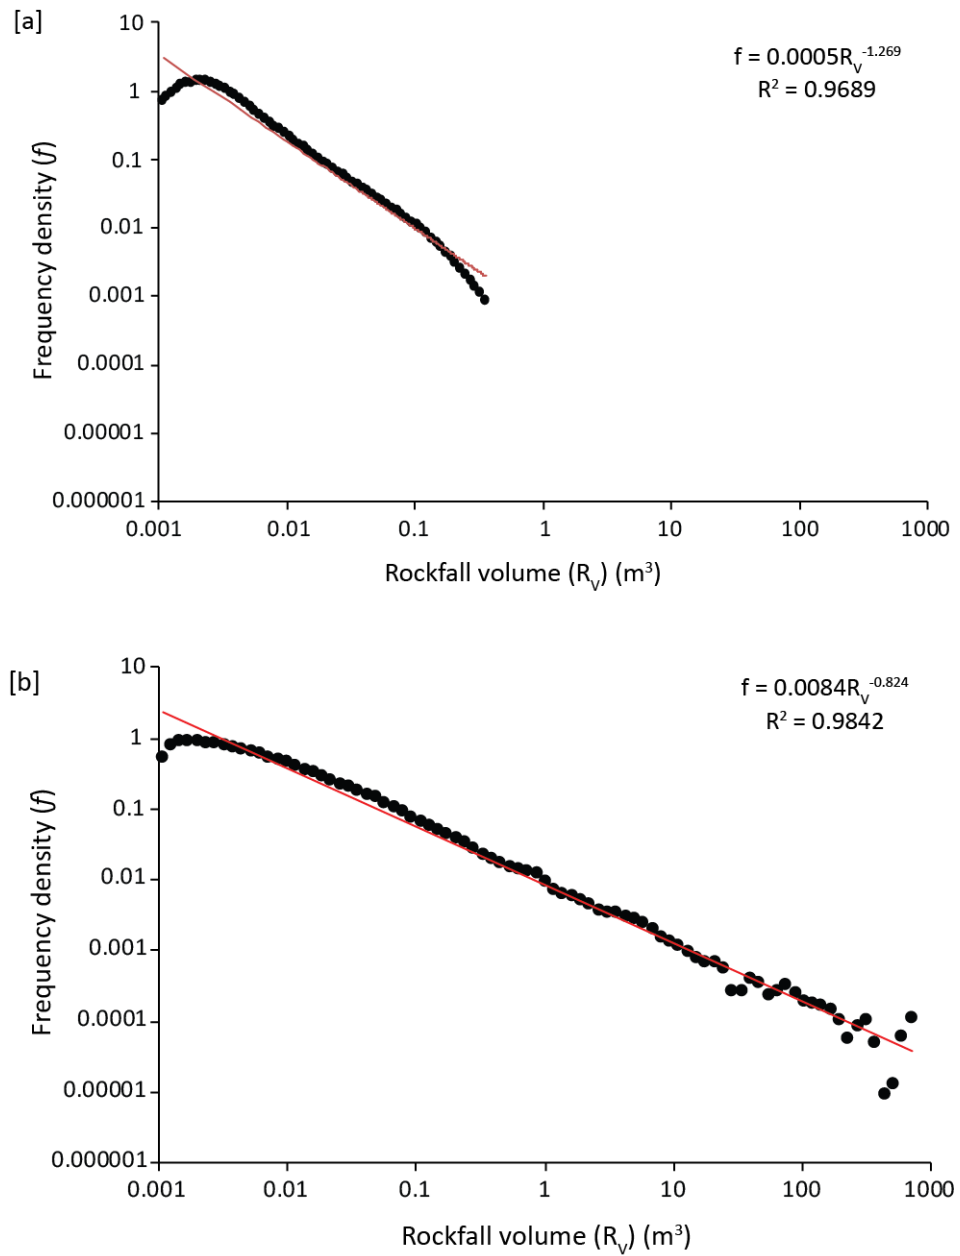 [a]
10
1
0.1
0.01
0.001
0.0001
0.00001
0.000001
Frequency density (f)
f = 0.0005R_V^-1.269
R² = 0.9689
0.001 0.01 0.1 1 10 100 1000
Rockfall volume (R_V) (m³)
[b]
10
1
0.1
0.01
0.001
0.0001
0.00001
0.000001
Frequency density (f)
f = 0.0084R_V^-0.824
R² = 0.9842
0.001 0.01 0.1 1 10 100 1000
Rockfall volume (R_V) (m³)